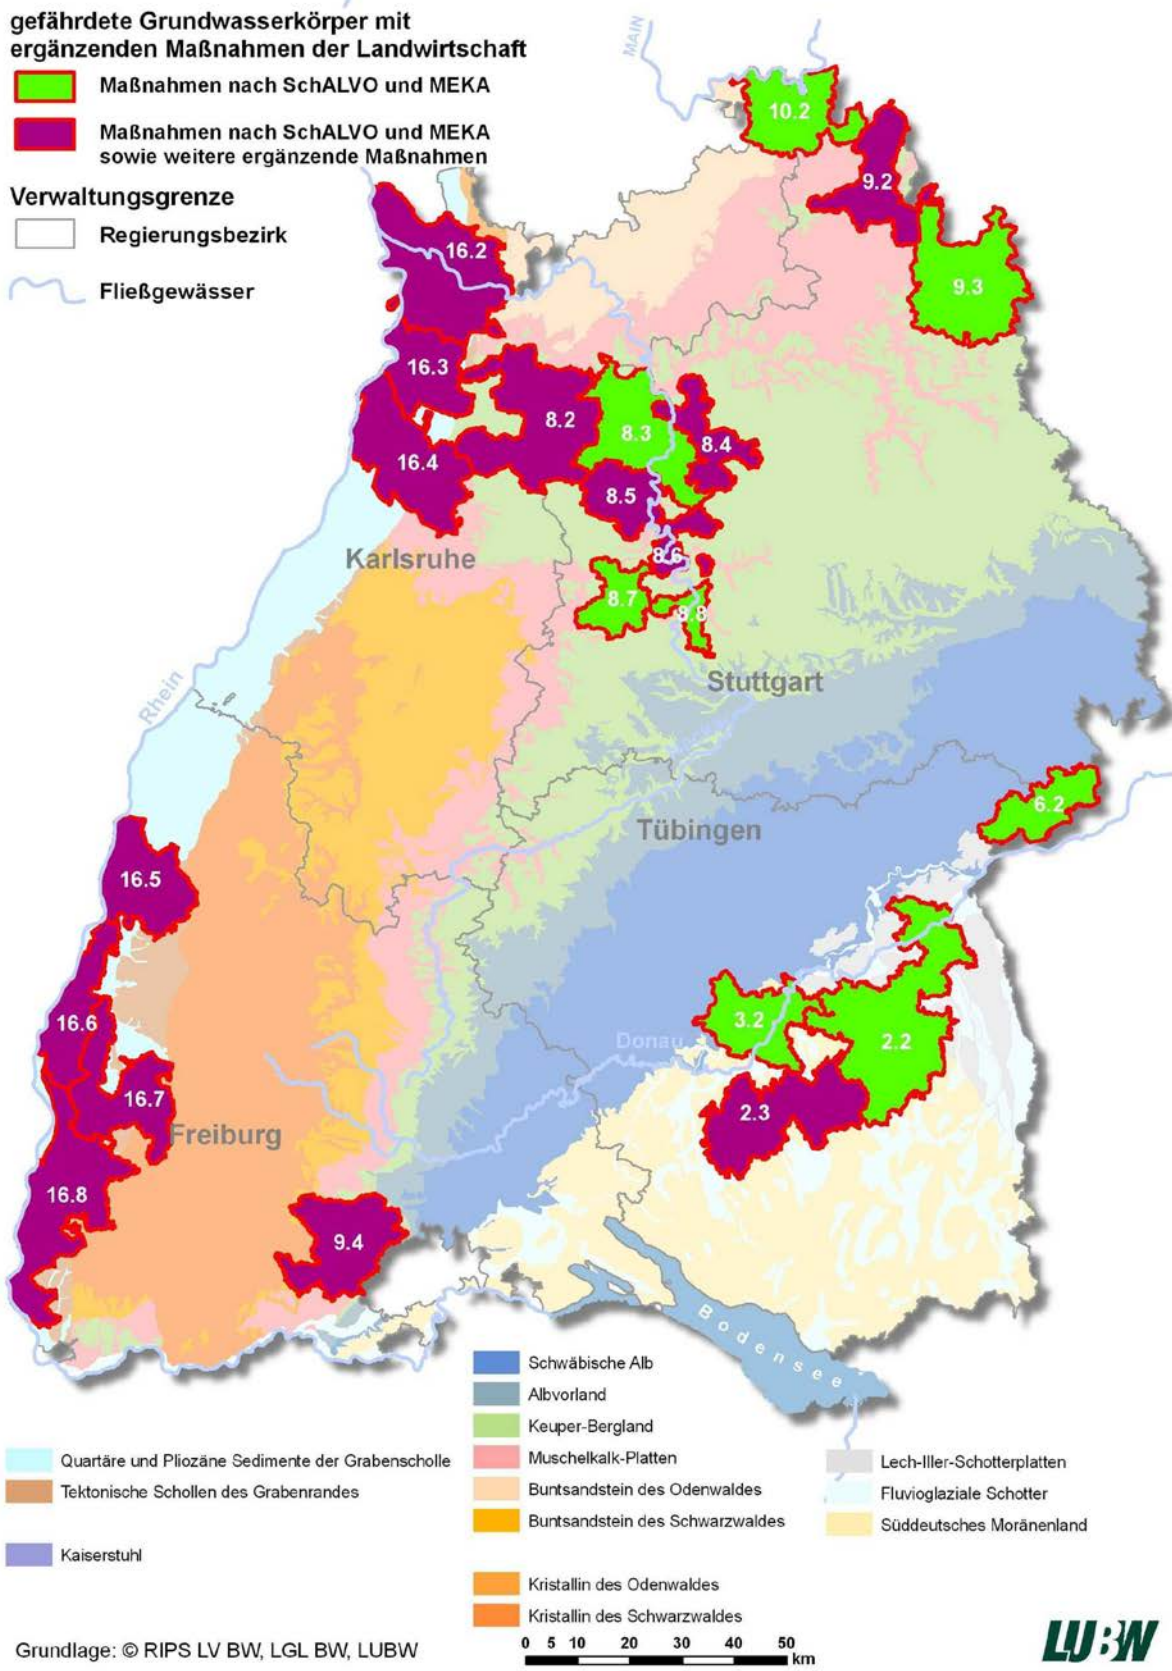 gefährdete Grundwasserkörper mit
ergänzenden Maßnahmen der Landwirtschaft
Maßnahmen nach SchALVO und MEKA
Maßnahmen nach SchALVO und MEKA
sowie weitere ergänzende Maßnahmen
Verwaltungsgrenze
Regierungsbezirk
Fließgewässer
MAIN
10.2
9.2
16.2
9.3
16.3
8.2
8.3
8.4
16.4
8.5
Karlsruhe
8.6
8.7
8.8
Rhein
Stuttgart
6.2
Tübingen
16.5
16.6
3.2
2.2
Donau
16.7
2.3
Freiburg
16.8
9.4
Bodensee
Schwäbische Alb
Albvorland
Keuper-Bergland
Quartäre und Pliozäne Sedimente der Grabenscholle
Muschelkalk-Platten
Lech-Iller-Schotterplatten
Tektonische Schollen des Grabenrandes
Buntsandstein des Odenwaldes
Fluvioglaziale Schotter
Buntsandstein des Schwarzwaldes
Süddeutsches Moränenland
Kaiserstuhl
Kristallin des Odenwaldes
Kristallin des Schwarzwaldes
Grundlage: © RIPS LV BW, LGL BW, LUBW
0 5 10 20 30 40 50
km
LUBW